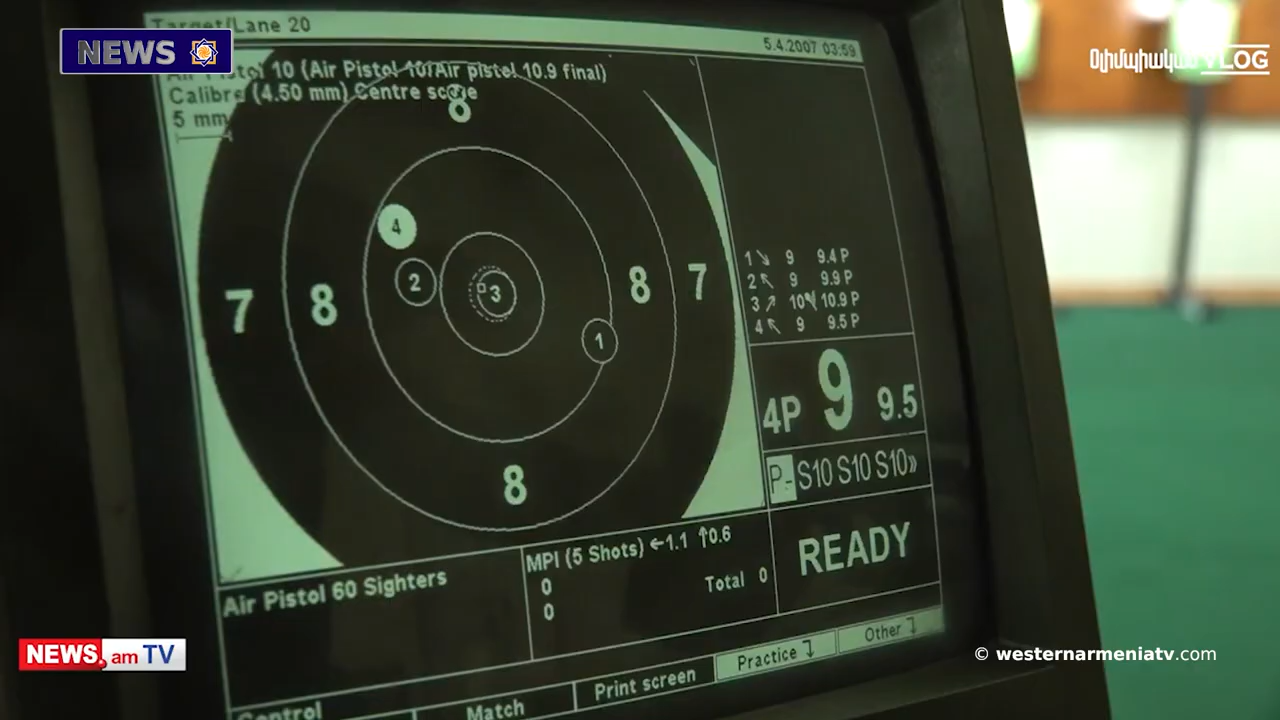 NEWS
Օլիմպիական VLOG
Target/Lane 20
5.4.2007 03:59
Air Pistol 10 (Air Pistol 10/Air pistel 10.9 final)
Calibre (4.50 mm) Centre score
5 mm
8
4
2
3
1
7 8 8 7
8
1 9 9.4 P
2 9 9.9 P
3 10 10.9 P
4 9 9.5 P
4P 9 9.5
P- S10 S10 S10»
READY
Air Pistol 60 Sighters
MPI (5 Shots) ←1.1 ↑0.6
0
0
Total 0
Control
Match
Print screen
Practice
Other
NEWS.am TV
© westernarmeniatv.com